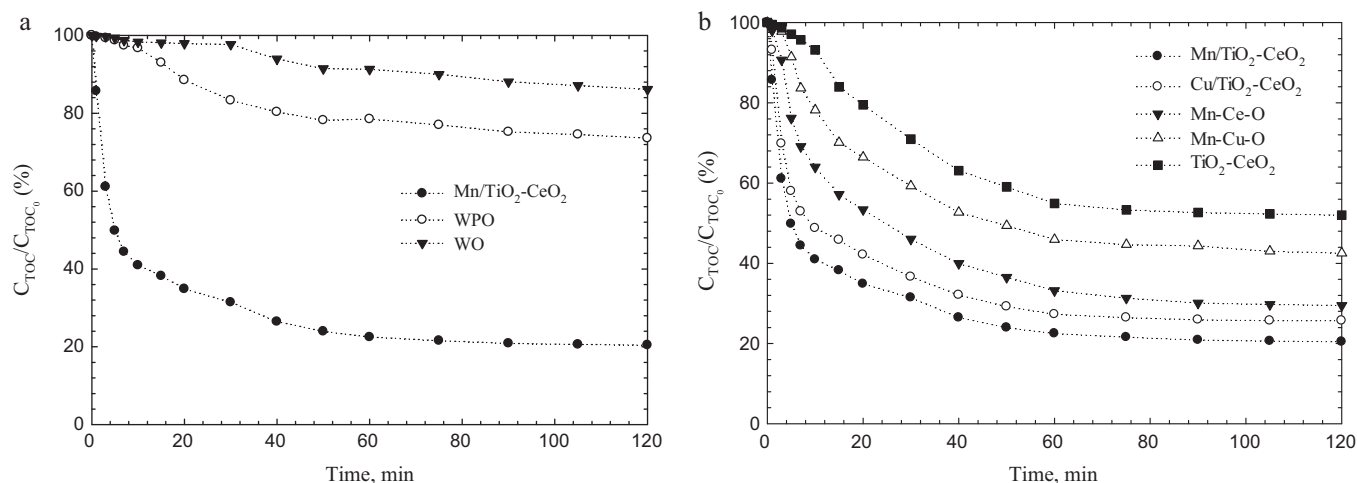 a
C_TOC/C_TOC₀ (%)
100
80
60
40
20
0
Mn/TiO₂-CeO₂
WPO
WO
0 20 40 60 80 100 120
Time, min
b
C_TOC/C_TOC₀ (%)
100
80
60
40
20
0
Mn/TiO₂-CeO₂
Cu/TiO₂-CeO₂
Mn-Ce-O
Mn-Cu-O
TiO₂-CeO₂
0 20 40 60 80 100 120
Time, min